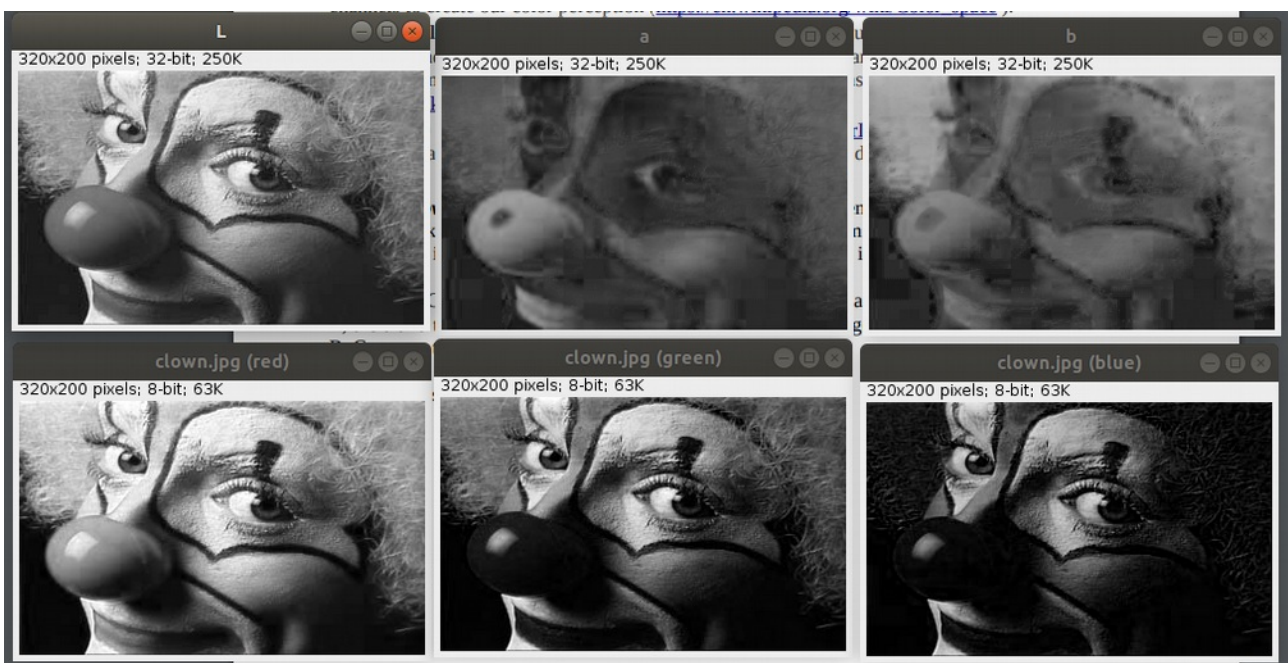 L
320x200 pixels; 32-bit; 250K
a
320x200 pixels; 32-bit; 250K
b
320x200 pixels; 32-bit; 250K
clown.jpg (red)
320x200 pixels; 8-bit; 63K
clown.jpg (green)
320x200 pixels; 8-bit; 63K
clown.jpg (blue)
320x200 pixels; 8-bit; 63K